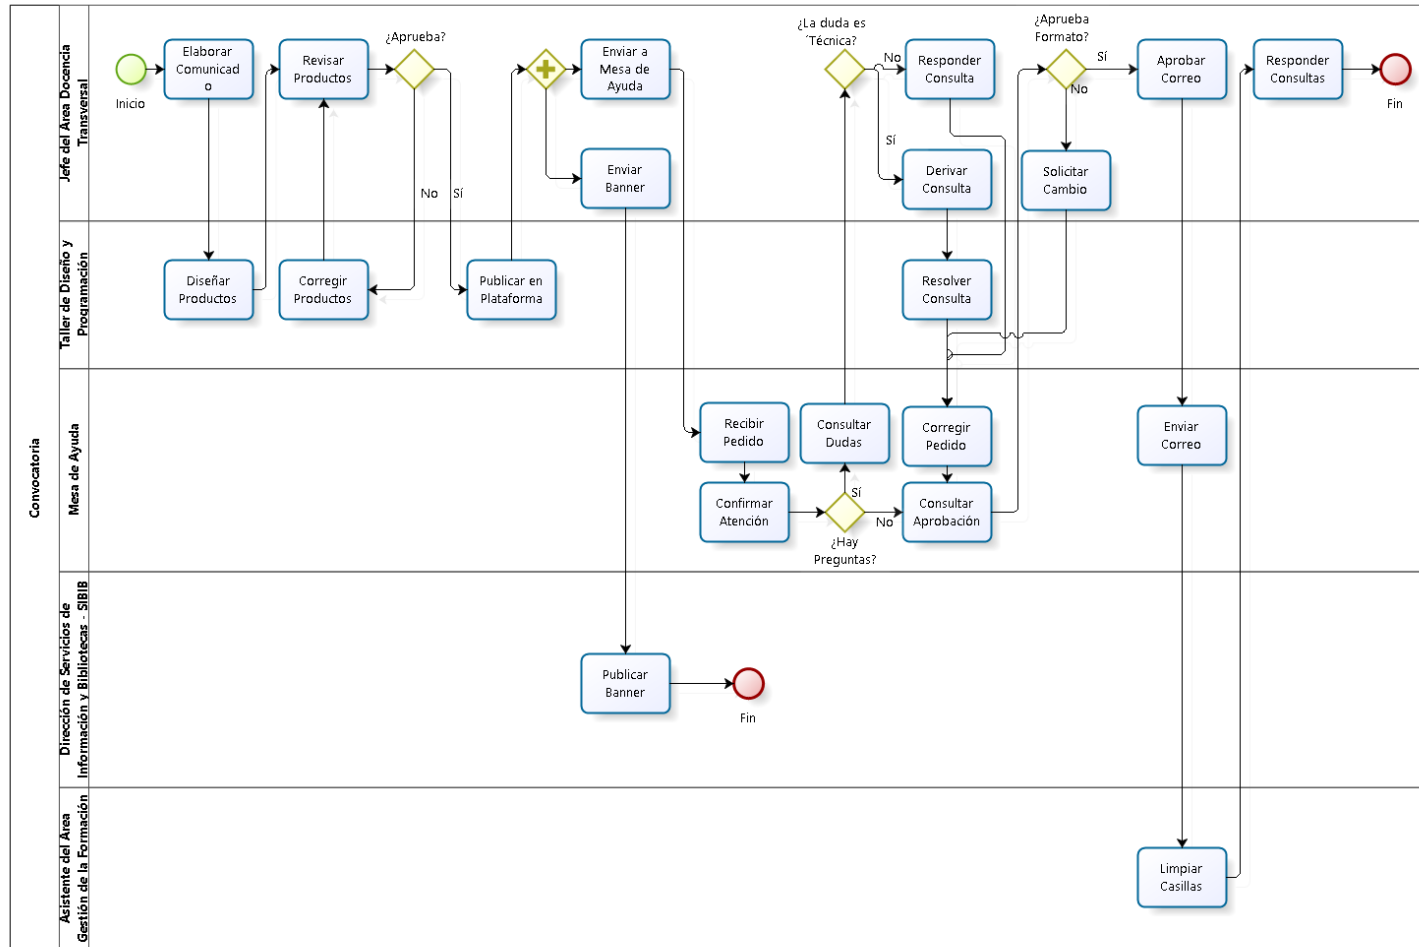 Convocatoria
Jefe del Area Docencia
Transversal
Inicio
Elaborar
Comunicad
o
Revisar
Productos
¿Aprueba?
No
Sí
Enviar a
Mesa de
Ayuda
Enviar
Banner
¿La duda es
´Técnica?
No
Sí
Responder
Consulta
Derivar
Consulta
¿Aprueba
Formato?
Sí
No
Solicitar
Cambio
Aprobar
Correo
Responder
Consultas
Fin
Taller de Diseño y
Programación
Diseñar
Productos
Corregir
Productos
Publicar en
Plataforma
Resolver
Consulta
Mesa de Ayuda
Recibir
Pedido
Confirmar
Atención
Consultar
Dudas
Sí
¿Hay
Preguntas?
No
Corregir
Pedido
Consultar
Aprobación
Enviar
Correo
Dirección de Servicios de
Información y Bibliotecas - SIBIB
Publicar
Banner
Fin
Asistente del Area
Gestión de la Formación
Limpiar
Casillas